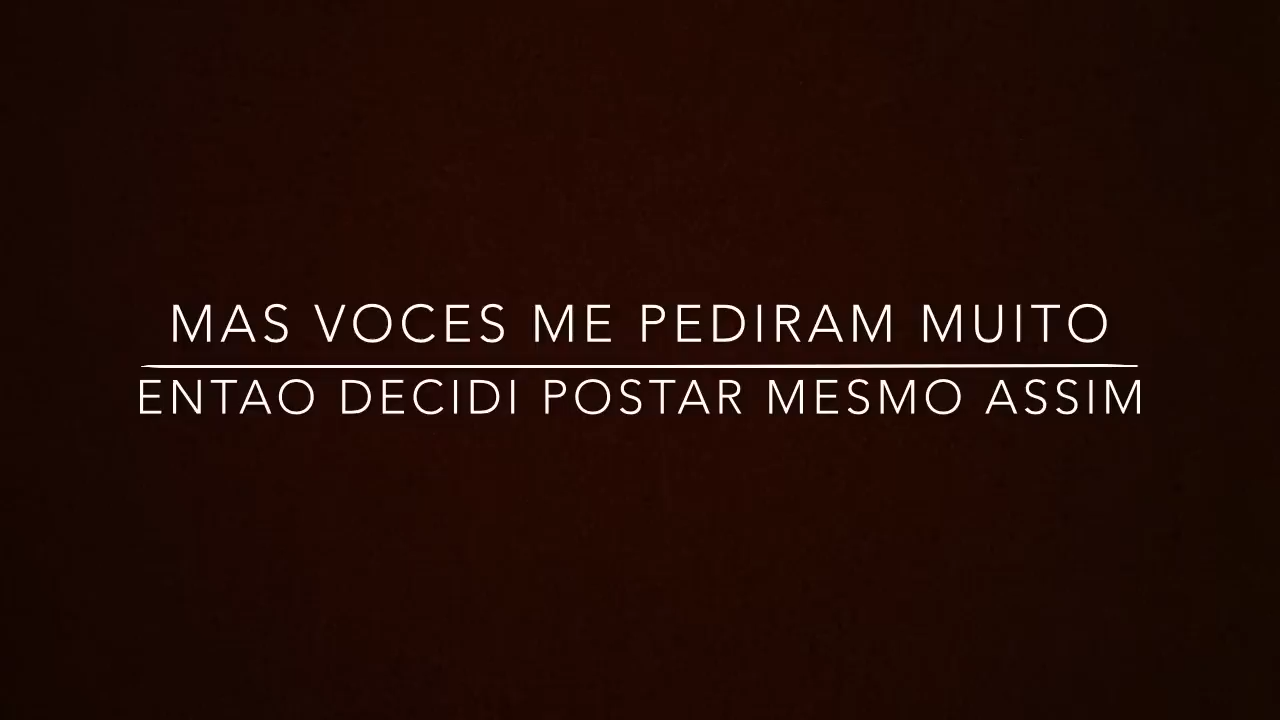 MAS VOCES ME PEDIRAM MUITO
ENTAO DECIDI POSTAR MESMO ASSIM